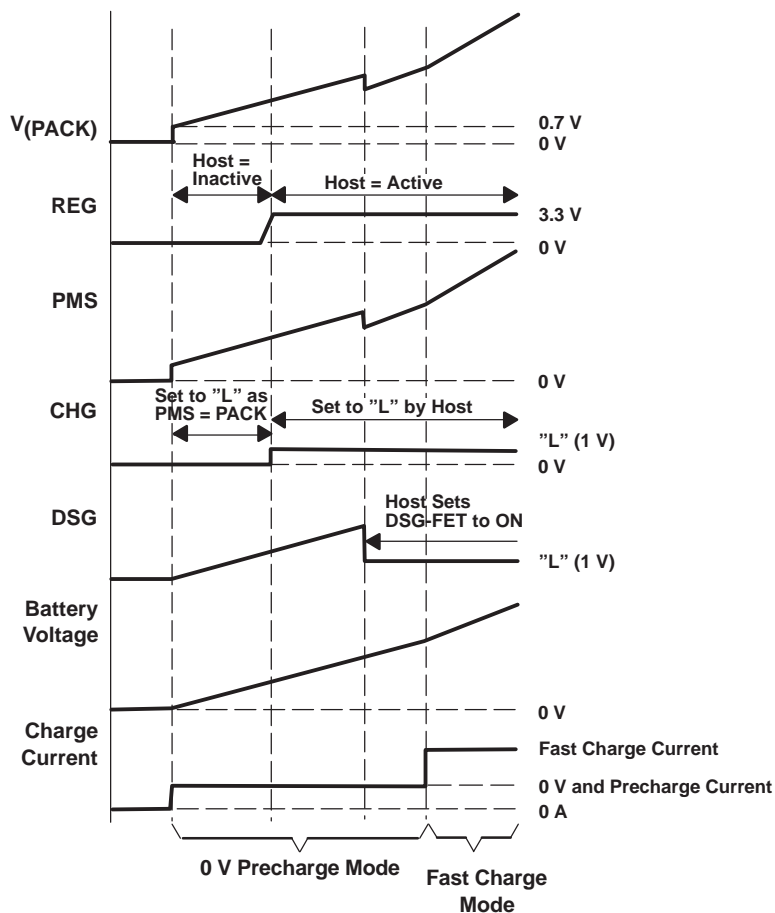 V(PACK)
0.7 V
0 V
Host =
Inactive
Host = Active
REG
3.3 V
0 V
PMS
0 V
Set to ”L” as
PMS = PACK
Set to ”L” by Host
CHG
”L” (1 V)
0 V
Host Sets
DSG-FET to ON
DSG
”L” (1 V)
Battery
Voltage
0 V
Charge
Current
Fast Charge Current
0 V and Precharge Current
0 A
0 V Precharge Mode
Fast Charge
Mode